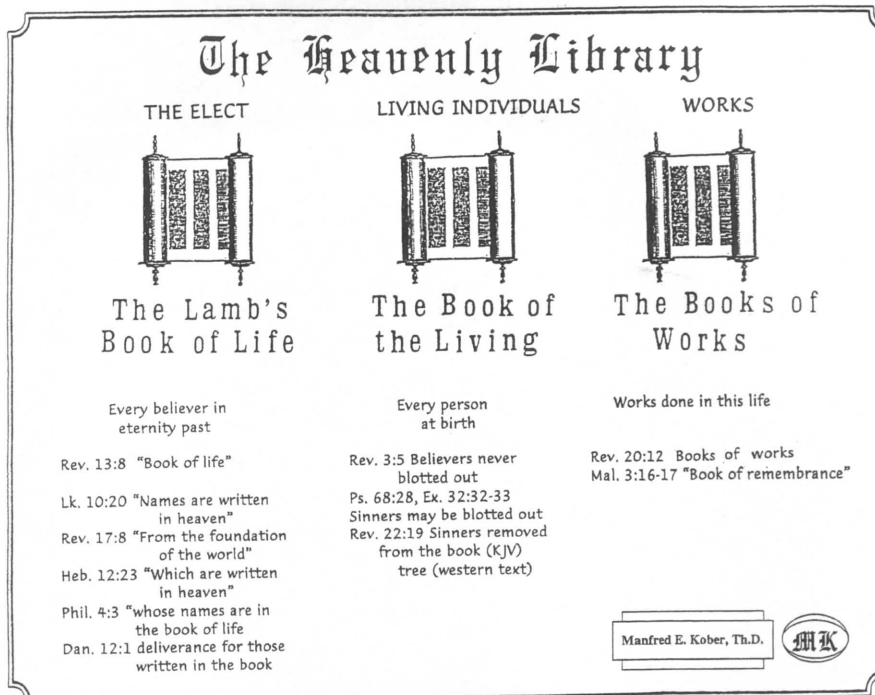 The Heavenly Library
THE ELECT
The Lamb's
Book of Life
Every believer in
eternity past
Rev. 13:8 "Book of life"
Lk. 10:20 "Names are written
in heaven"
Rev. 17:8 "From the foundation
of the world"
Heb. 12:23 "Which are written
in heaven"
Phil. 4:3 "whose names are in
the book of life
Dan. 12:1 deliverance for those
written in the book
LIVING INDIVIDUALS
The Book of
the Living
Every person
at birth
Rev. 3:5 Believers never
blotted out
Ps. 68:28, Ex. 32:32-33
Sinners may be blotted out
Rev. 22:19 Sinners removed
from the book (KJV)
tree (western text)
WORKS
The Books of
Works
Works done in this life
Rev. 20:12 Books of works
Mal. 3:16-17 "Book of remembrance"
Manfred E. Kober, Th.D.
MK